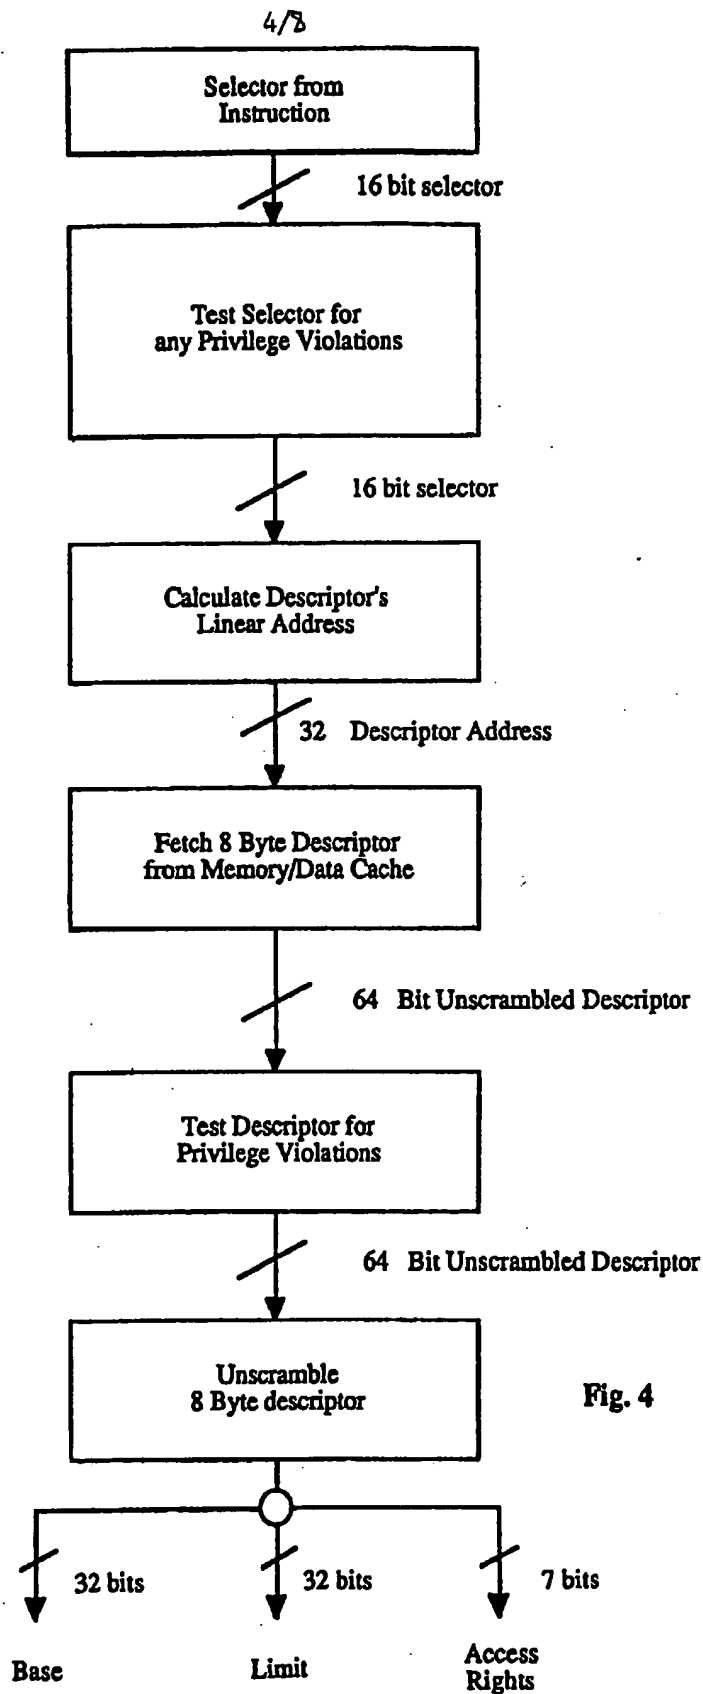 4/8
Selector from
Instruction
16 bit selector
Test Selector for
any Privilege Violations
16 bit selector
Calculate Descriptor's
Linear Address
32 Descriptor Address
Fetch 8 Byte Descriptor
from Memory/Data Cache
64 Bit Unscrambled Descriptor
Test Descriptor for
Privilege Violations
64 Bit Unscrambled Descriptor
Unscramble
8 Byte descriptor
Fig. 4
32 bits
32 bits
7 bits
Base
Limit
Access
Rights